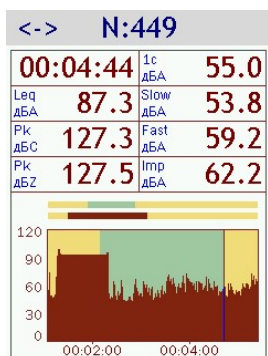 <-> N:449
00:04:44 1с дБА 55.0
Leq дБА 87.3 Slow дБА 53.8
Pk дБС 127.3 Fast дБА 59.2
Pk дБZ 127.5 Imp дБА 62.2
120
90
60
30
0
00:02:00 00:04:00